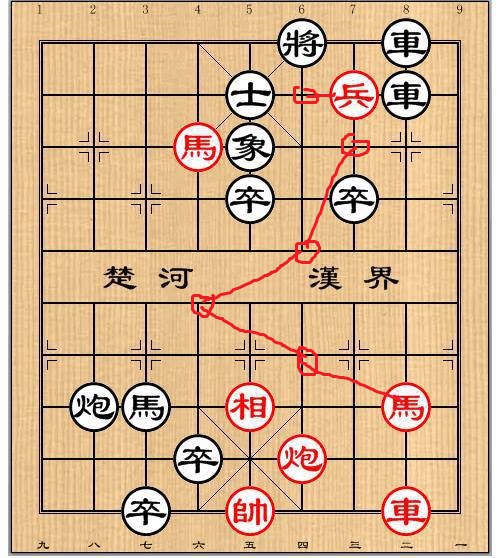 1 2 3 4 5 6 7 8 9
將 車
士 兵 車
馬 象
卒 卒
楚 河 漢 界
炮 馬 相 馬
卒 炮
卒 帥 車
九 八 七 六 五 四 三 二 一